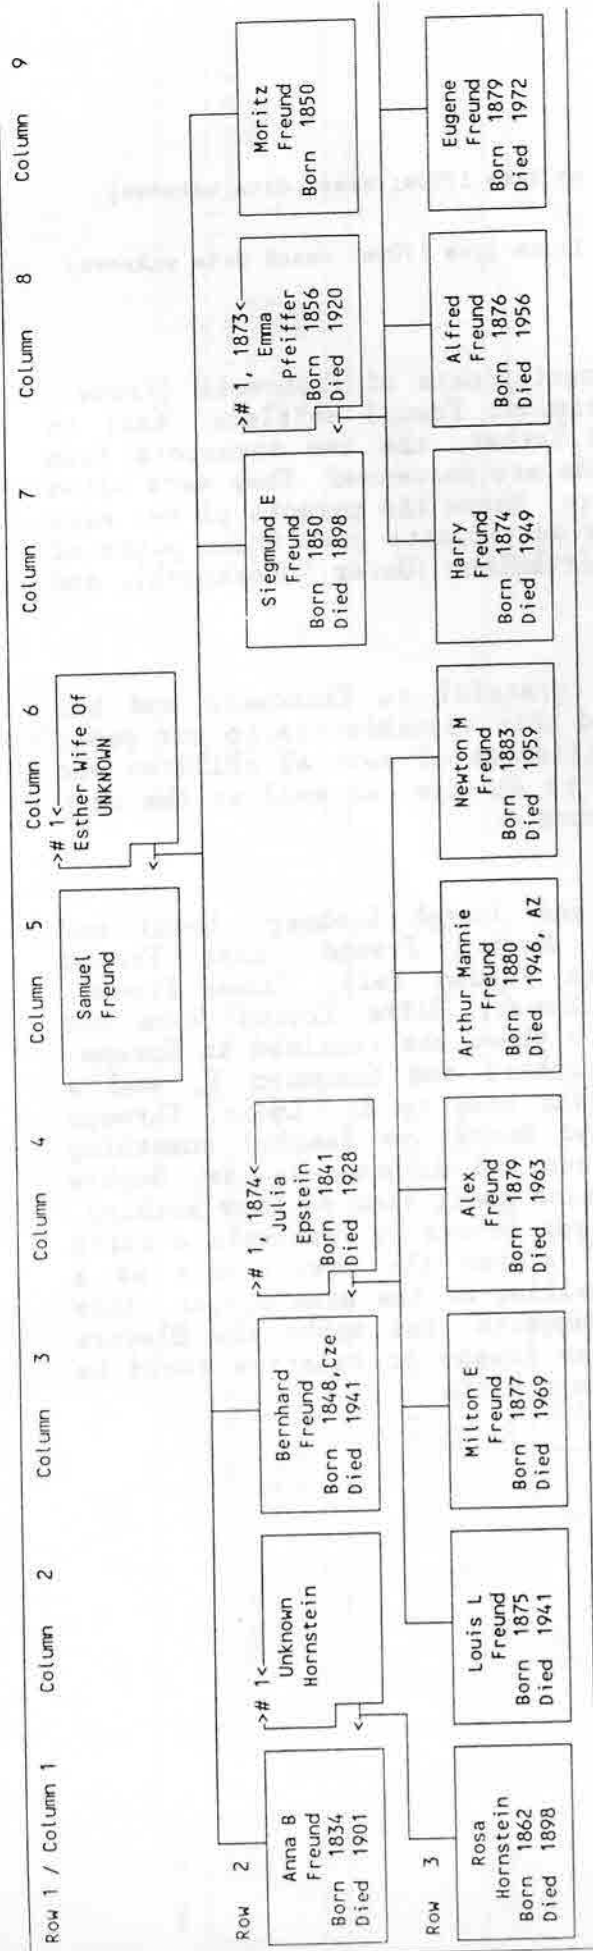 Row 1 / Column 1
Column 2
Column 3
Column 4
Column 5
Column 6
Column 7
Column 8
Column 9
Samuel
Freund
># 1<
Esther Wife Of
UNKNOWN
<
Row 2
Anna B
Freund
Born 1834
Died 1901
># 1<
Unknown
Hornstein
<
Bernhard
Freund
Born 1848,Cze
Died 1941
># 1, 1874<
Julia
Epstein
Born 1841
Died 1928
<
Siegmund E
Freund
Born 1850
Died 1898
># 1, 1873<
Emma
Pfeiffer
Born 1856
Died 1920
<
Moritz
Freund
Born 1850
Row 3
Rosa
Hornstein
Born 1862
Died 1898
Louis L
Freund
Born 1875
Died 1941
Milton E
Freund
Born 1877
Died 1969
Alex
Freund
Born 1879
Died 1963
Arthur Mannie
Freund
Born 1880
Died 1946, AZ
Newton M
Freund
Born 1883
Died 1959
Harry
Freund
Born 1874
Died 1949
Alfred
Freund
Born 1876
Died 1956
Eugene
Freund
Born 1879
Died 1972